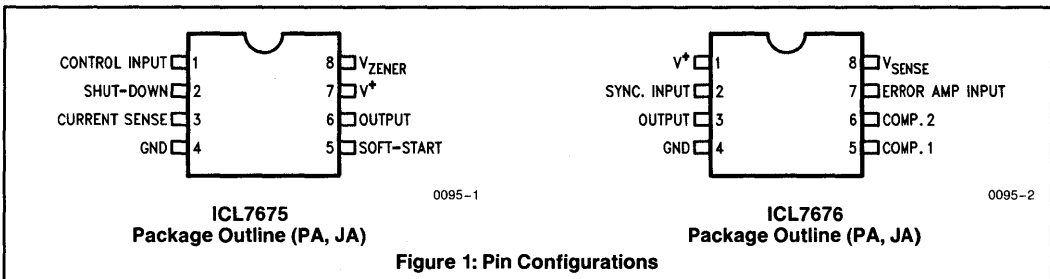 CONTROL INPUT 1
SHUT-DOWN 2
CURRENT SENSE 3
GND 4
8 VZENER
7 V+
6 OUTPUT
5 SOFT-START
0095-1
ICL7675
Package Outline (PA, JA)
V+ 1
SYNC. INPUT 2
OUTPUT 3
GND 4
8 VSENSE
7 ERROR AMP INPUT
6 COMP. 2
5 COMP. 1
0095-2
ICL7676
Package Outline (PA, JA)
Figure 1: Pin Configurations